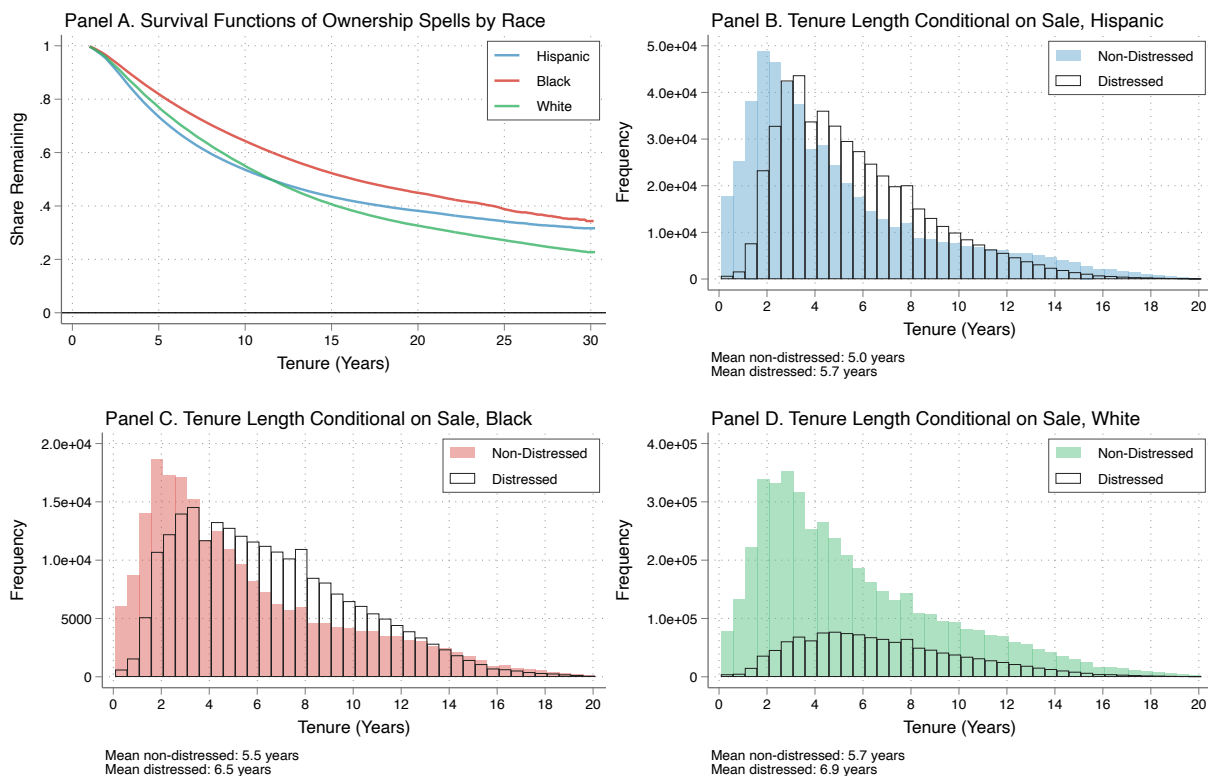 Panel A. Survival Functions of Ownership Spells by Race
Share Remaining
1
.8
.6
.4
.2
0
0 5 10 15 20 25 30
Tenure (Years)
Hispanic
Black
White
Panel B. Tenure Length Conditional on Sale, Hispanic
Frequency
5.0e+04
4.0e+04
3.0e+04
2.0e+04
1.0e+04
0
0 2 4 6 8 10 12 14 16 18 20
Tenure (Years)
Non-Distressed
Distressed
Mean non-distressed: 5.0 years
Mean distressed: 5.7 years
Panel C. Tenure Length Conditional on Sale, Black
Frequency
2.0e+04
1.5e+04
1.0e+04
5000
0
0 2 4 6 8 10 12 14 16 18 20
Tenure (Years)
Non-Distressed
Distressed
Mean non-distressed: 5.5 years
Mean distressed: 6.5 years
Panel D. Tenure Length Conditional on Sale, White
Frequency
4.0e+05
3.0e+05
2.0e+05
1.0e+05
0
0 2 4 6 8 10 12 14 16 18 20
Tenure (Years)
Non-Distressed
Distressed
Mean non-distressed: 5.7 years
Mean distressed: 6.9 years